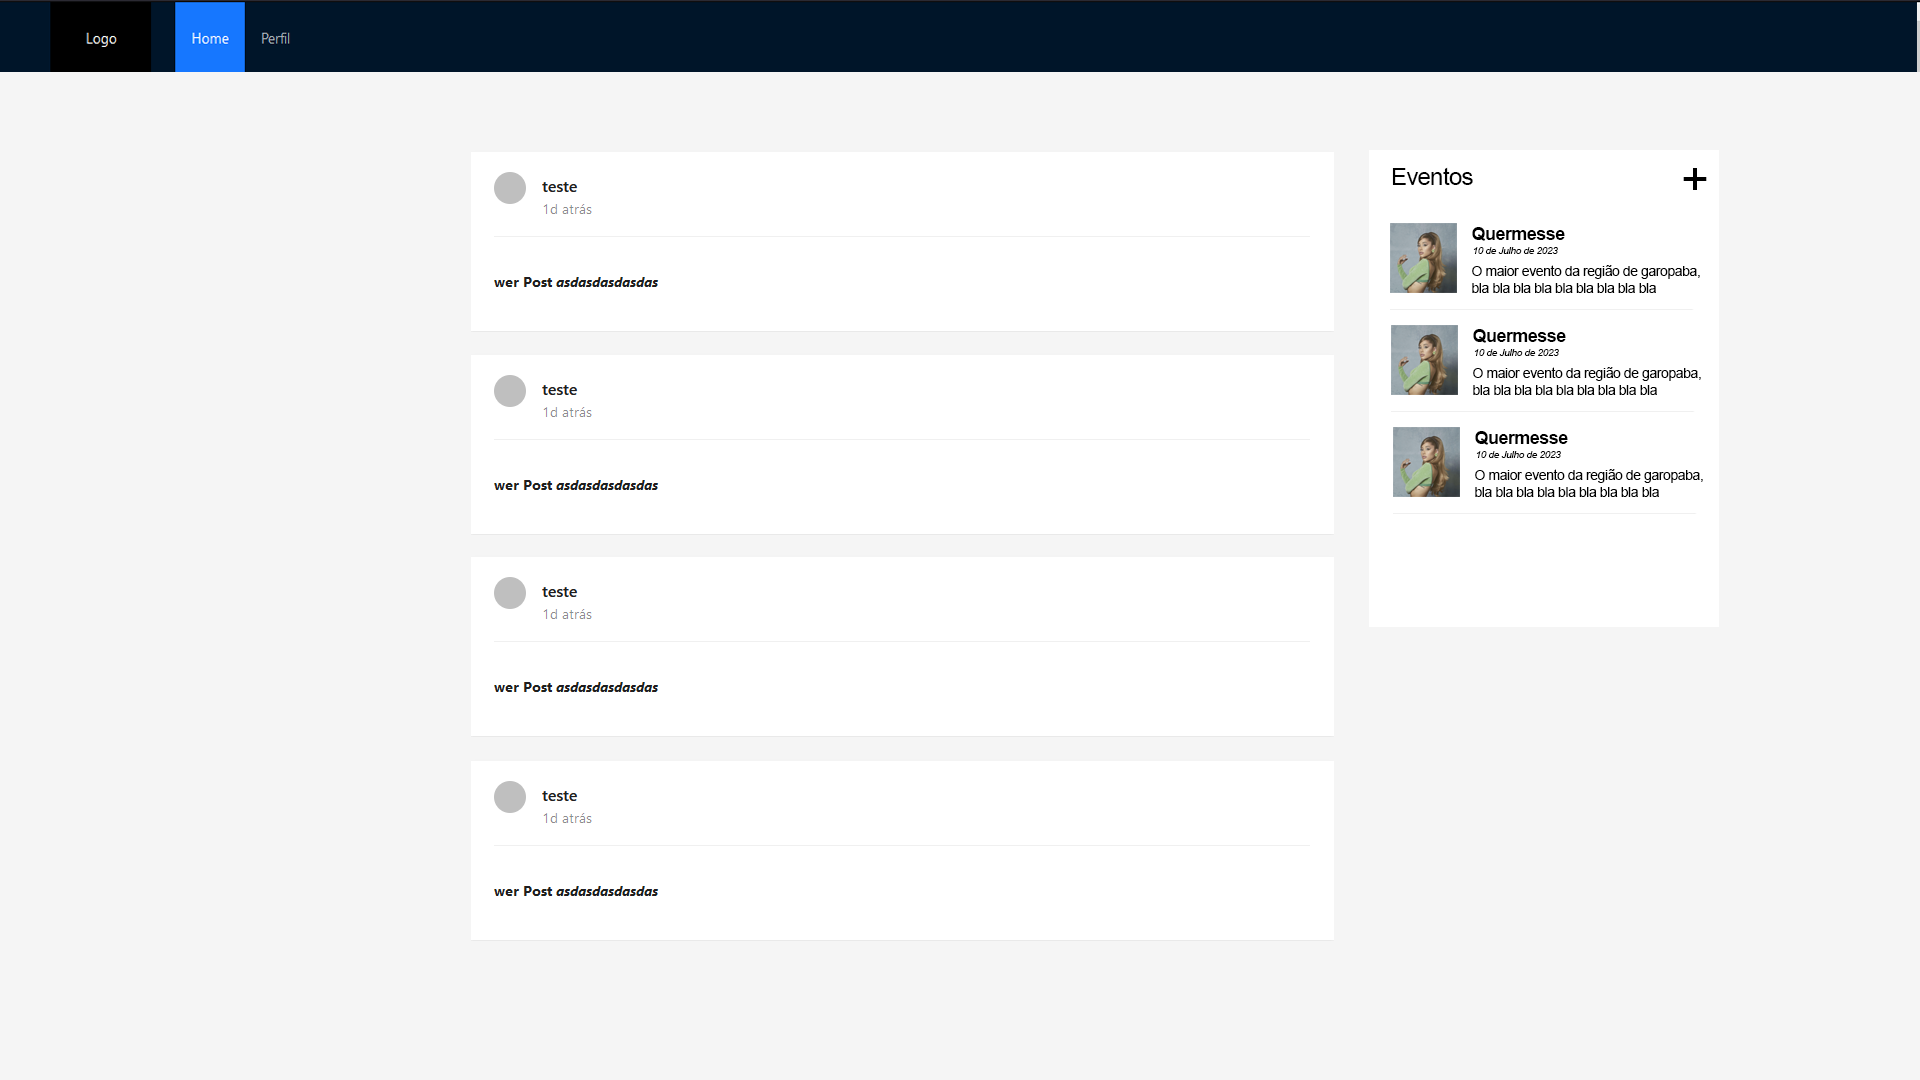 Logo
Home
Perfil
teste
1d atrás
wer Post asdasdasdasdas
teste
1d atrás
wer Post asdasdasdasdas
teste
1d atrás
wer Post asdasdasdasdas
teste
1d atrás
wer Post asdasdasdasdas
Eventos
Quermesse
10 de Julho de 2023
O maior evento da região de garopaba,
bla bla bla bla bla bla bla bla bla
Quermesse
10 de Julho de 2023
O maior evento da região de garopaba,
bla bla bla bla bla bla bla bla bla
Quermesse
10 de Julho de 2023
O maior evento da região de garopaba,
bla bla bla bla bla bla bla bla bla